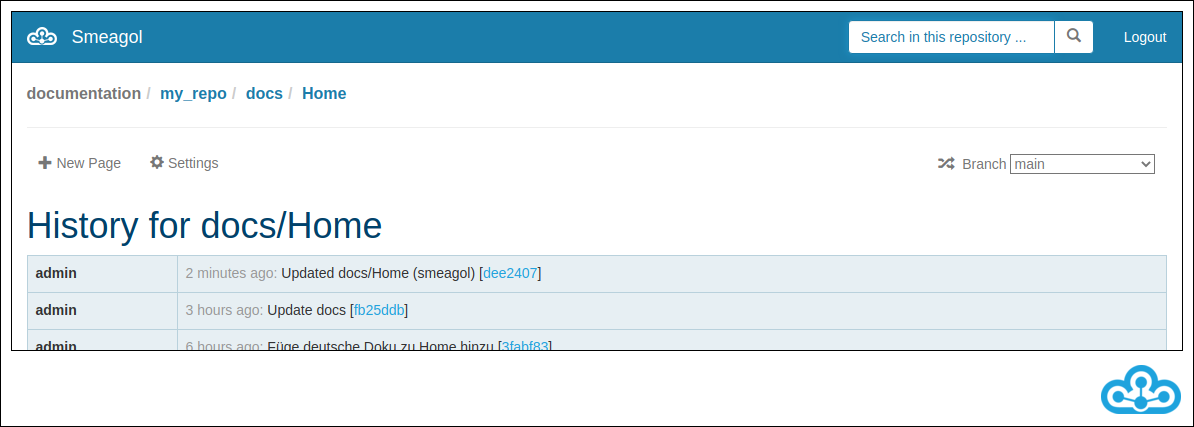 Smeagol Search in this repository ... Logout
documentation / my_repo / docs / Home
New Page Settings Branch main
History for docs/Home
admin 2 minutes ago: Updated docs/Home (smeagol) [dee2407]
admin 3 hours ago: Update docs [fb25ddb]
admin 6 hours ago: Füge deutsche Doku zu Home hinzu [3fabf83]